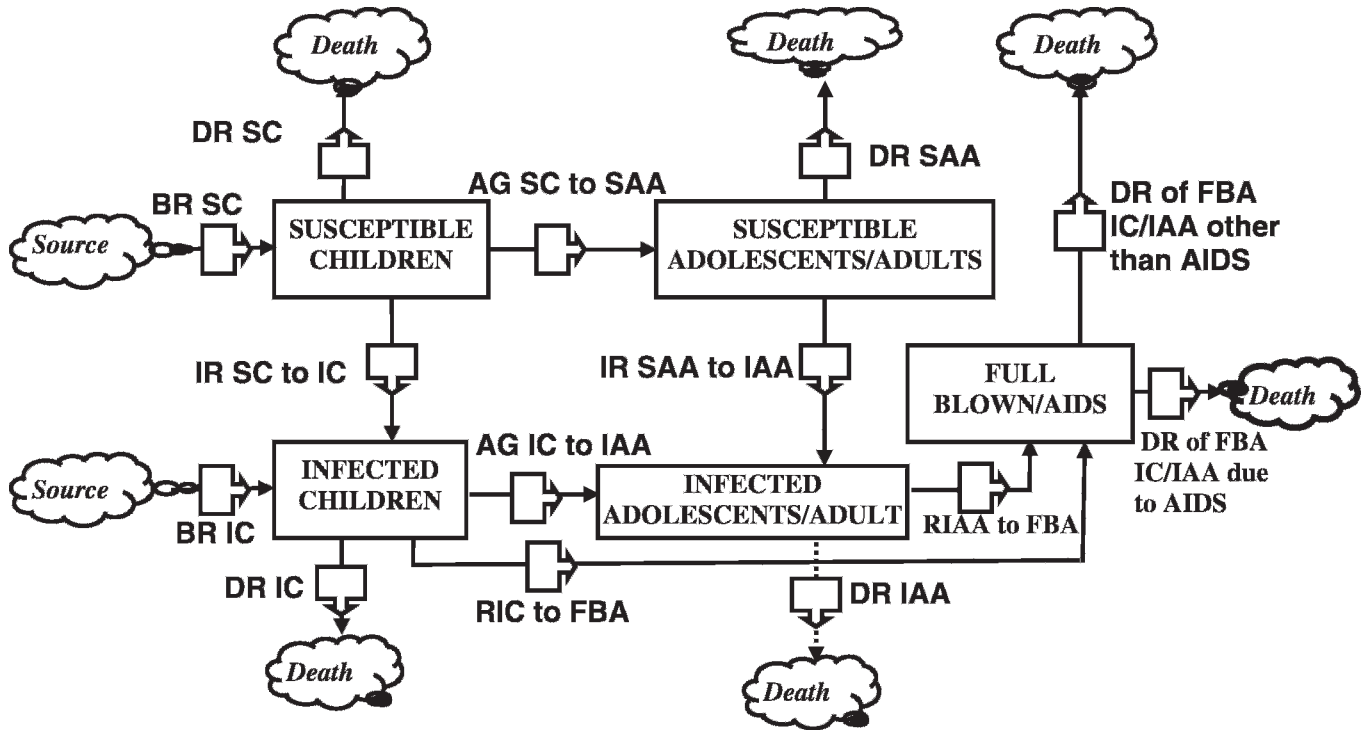 Death
Death
Death
DR SC
DR SAA
DR of FBA
IC/IAA other
than AIDS
BR SC
AG SC to SAA
Source
SUSCEPTIBLE
CHILDREN
SUSCEPTIBLE
ADOLESCENTS/ADULTS
IR SC to IC
IR SAA to IAA
FULL
BLOWN/AIDS
Death
DR of FBA
IC/IAA due
to AIDS
Source
BR IC
INFECTED
CHILDREN
AG IC to IAA
INFECTED
ADOLESCENTS/ADULT
RIAA to FBA
DR IC
RIC to FBA
DR IAA
Death
Death